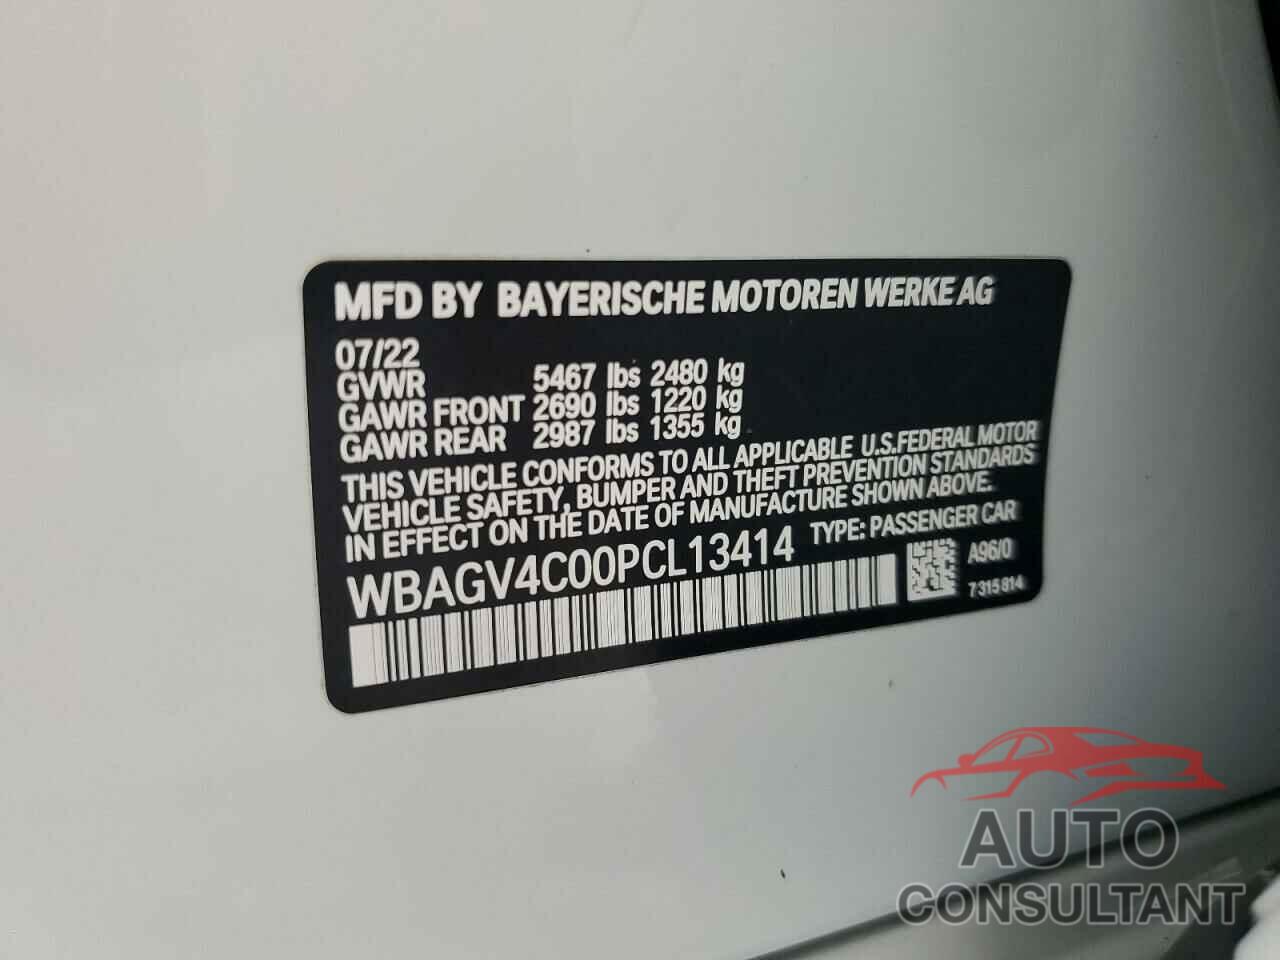 MFD BY BAYERISCHE MOTOREN WERKE AG
07/22
GVWR 5467 lbs 2480 kg
GAWR FRONT 2690 lbs 1220 kg
GAWR REAR 2987 lbs 1355 kg
THIS VEHICLE CONFORMS TO ALL APPLICABLE U.S.FEDERAL MOTOR
VEHICLE SAFETY, BUMPER AND THEFT PREVENTION STANDARDS
IN EFFECT ON THE DATE OF MANUFACTURE SHOWN ABOVE.
WBAGV4C00PCL13414 TYPE: PASSENGER CAR
A96/0
7 315 814
AUTO
CONSULTANT